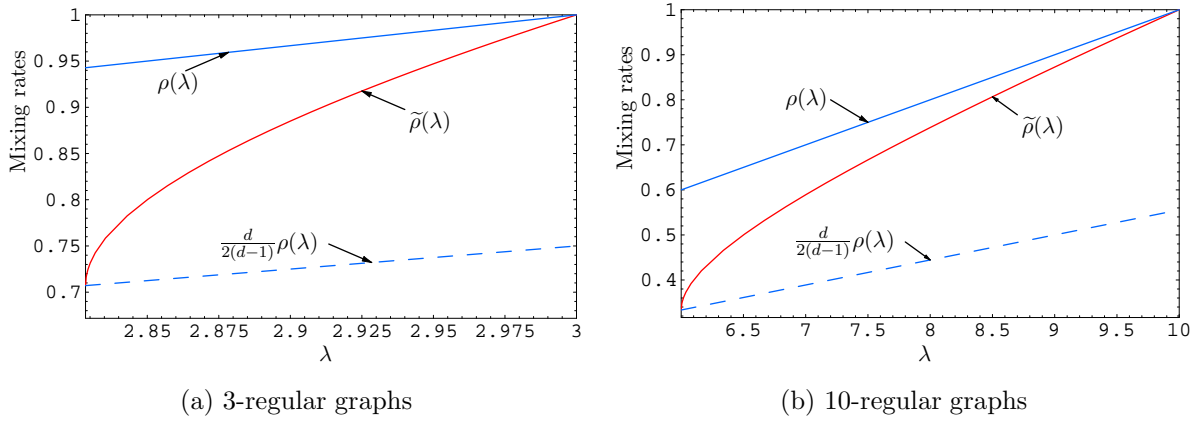 Mixing rates
1
0.95
0.9
0.85
0.8
0.75
0.7
ρ(λ)
ρ̃(λ)
d/2(d−1) ρ(λ)
2.85 2.875 2.9 2.925 2.95 2.975 3
λ
(a) 3-regular graphs
Mixing rates
1
0.9
0.8
0.7
0.6
0.5
0.4
ρ(λ)
ρ̃(λ)
d/2(d−1) ρ(λ)
6.5 7 7.5 8 8.5 9 9.5 10
λ
(b) 10-regular graphs